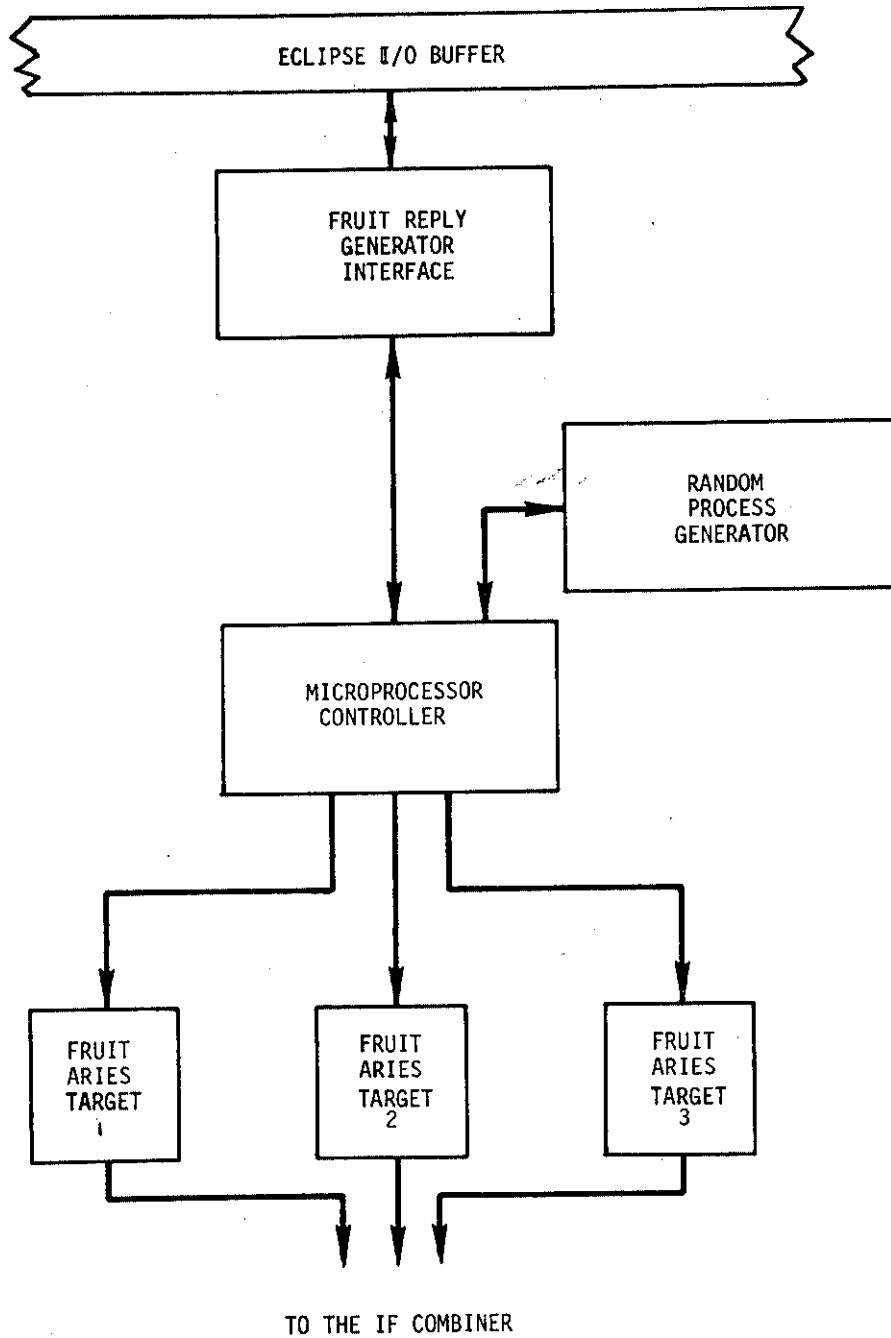 ECLIPSE I/O BUFFER
FRUIT REPLY
GENERATOR
INTERFACE
RANDOM
PROCESS
GENERATOR
MICROPROCESSOR
CONTROLLER
FRUIT
ARIES
TARGET
1
FRUIT
ARIES
TARGET
2
FRUIT
ARIES
TARGET
3
TO THE IF COMBINER